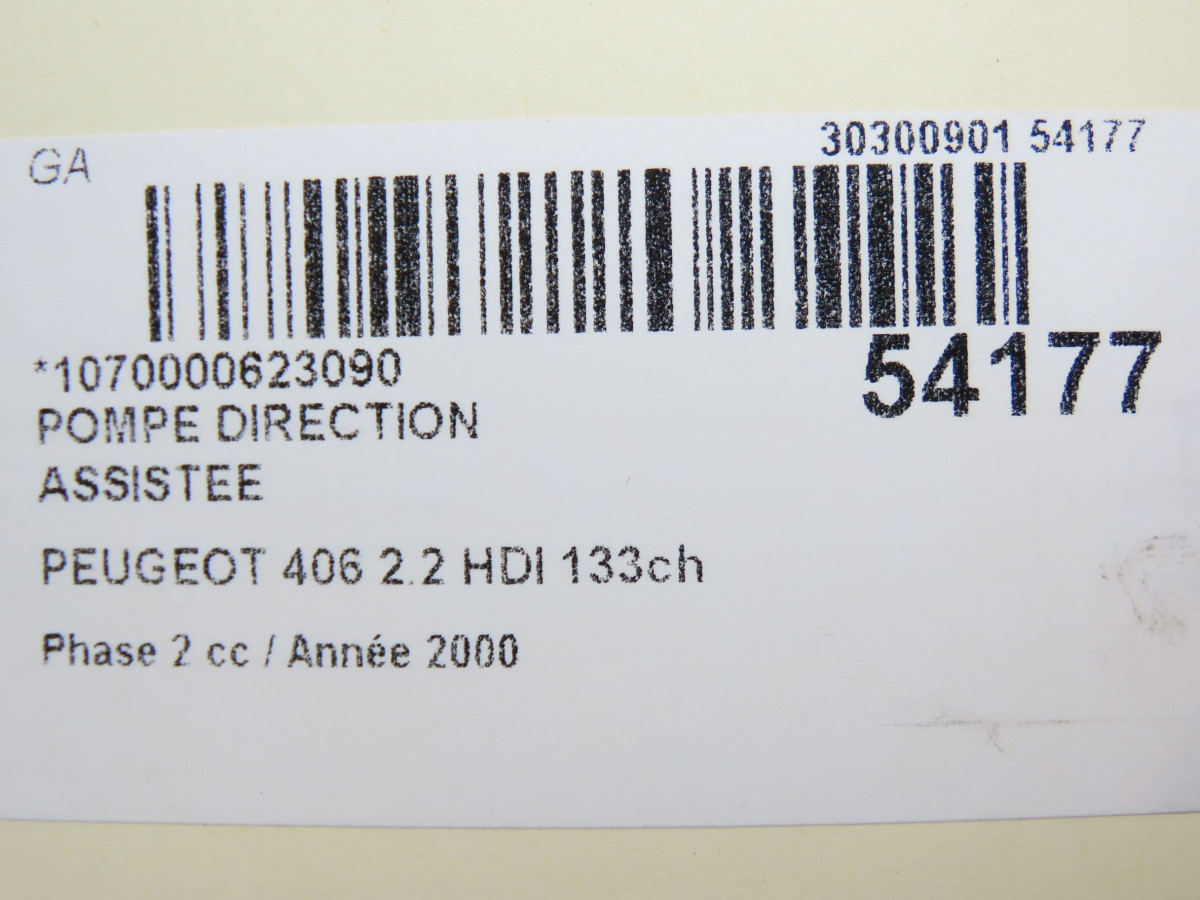 GA
30300901 54177
*1070000623090
54177
POMPE DIRECTION
ASSISTEE
PEUGEOT 406 2.2 HDI 133ch
Phase 2 cc / Année 2000